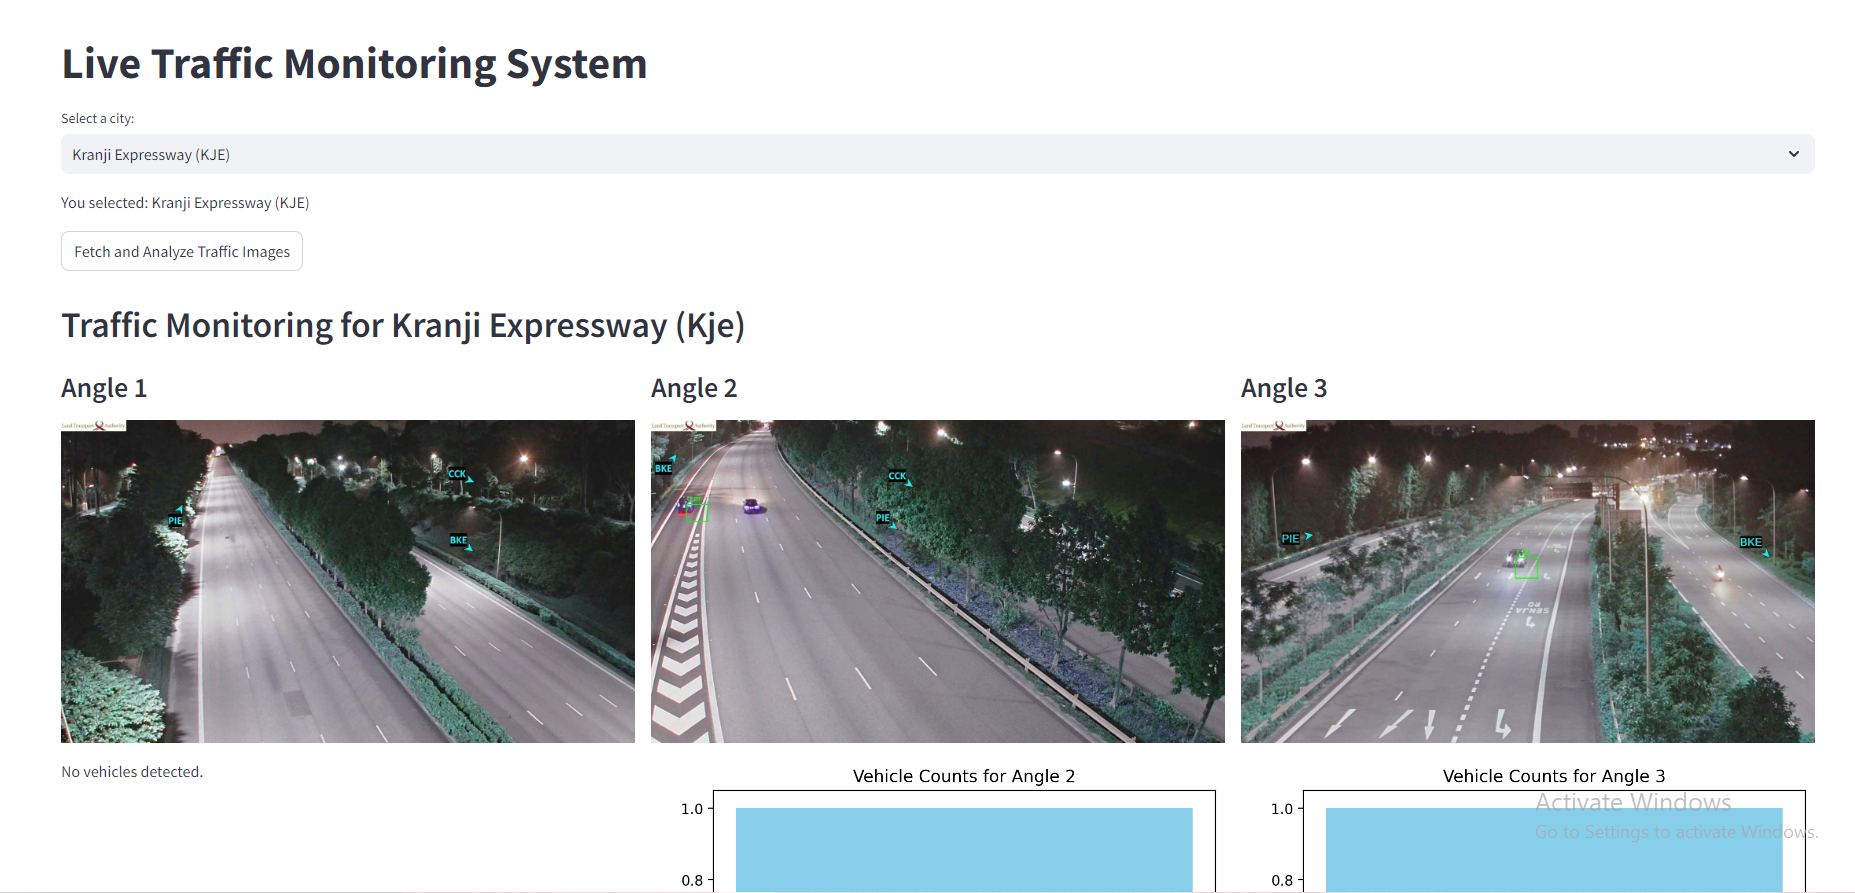 Live Traffic Monitoring System
Select a city:
Kranji Expressway (KJE)
You selected: Kranji Expressway (KJE)
Fetch and Analyze Traffic Images
Traffic Monitoring for Kranji Expressway (Kje)
Angle 1
Angle 2
Angle 3
Land Transport Authority
CCK
PIE
BKE
Land Transport Authority
BKE
CCK
PIE
Land Transport Authority
PIE
BKE
No vehicles detected.
Vehicle Counts for Angle 2
1.0
0.8
Vehicle Counts for Angle 3
1.0
0.8
Activate Windows
Go to Settings to activate Windows.